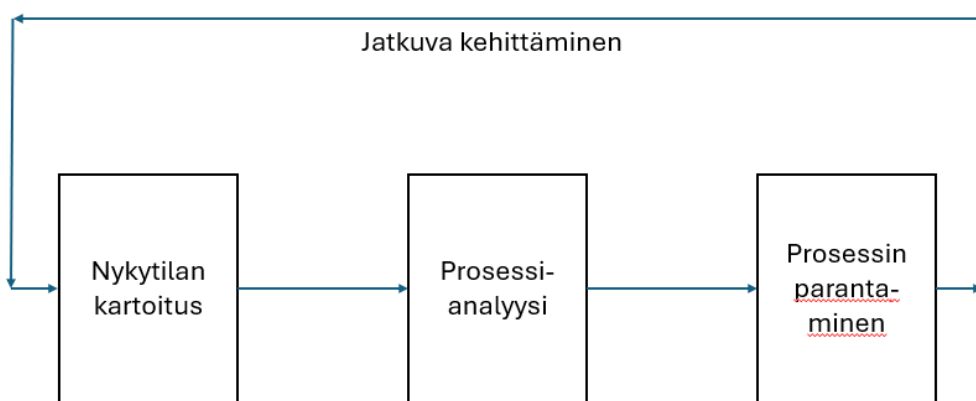 Jatkuva kehittäminen
Nykytilan
kartoitus
Prosessi-
analyysi
Prosessin
paranta-
minen